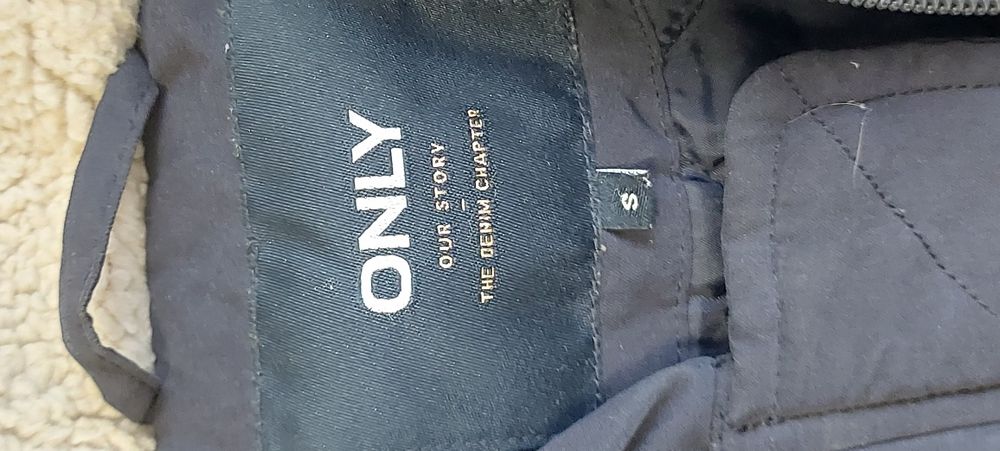 ONLY
OUR STORY
–
THE DENIM CHAPTER
S